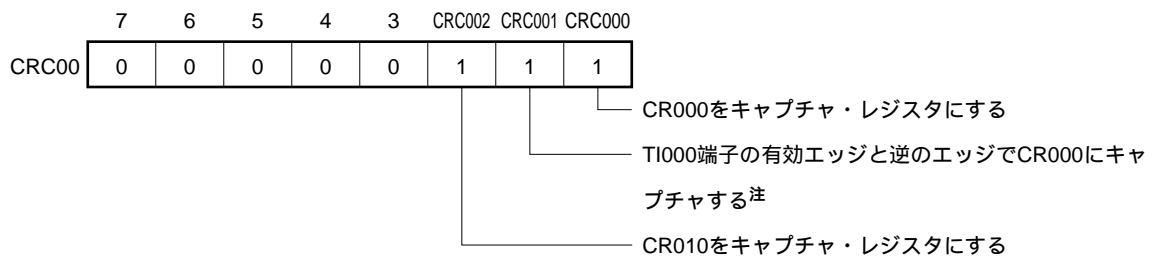 7 6 5 4 3 CRC002 CRC001 CRC000
CRC00 0 0 0 0 0 1 1 1
CR000をキャプチャ・レジスタにする
TI000端子の有効エッジと逆のエッジでCR000にキャ
プチャする注
CR010をキャプチャ・レジスタにする